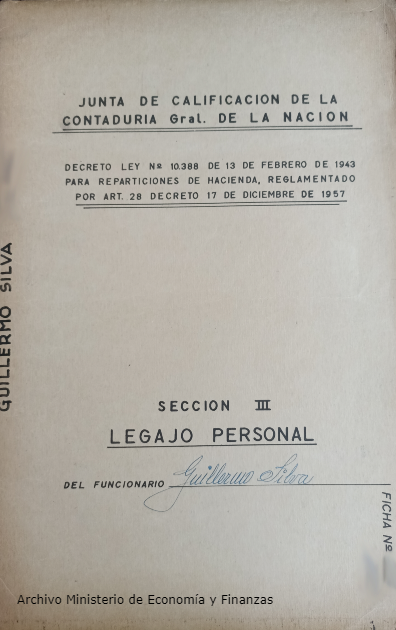 JUNTA DE CALIFICACION DE LA
CONTADURIA Gral. DE LA NACION
DECRETO LEY Nº 10.388 DE 13 DE FEBRERO DE 1943
PARA REPARTICIONES DE HACIENDA, REGLAMENTADO
POR ART. 28 DECRETO 17 DE DICIEMBRE DE 1957
GUILLERMO SILVA
SECCION III
LEGAJO PERSONAL
DEL FUNCIONARIO Guillermo Silva
FICHA Nº
Archivo Ministerio de Economía y Finanzas